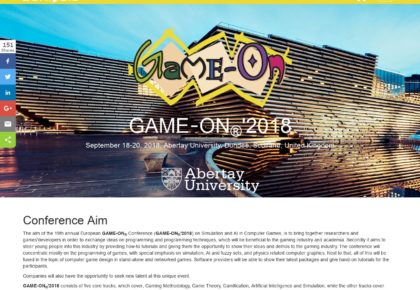 151
Shares
GAME-ON
GAME-ON®'2018
September 18-20, 2018, Abertay University, Dundee, Scotland, United Kingdom
Abertay
University
Conference Aim
The aim of the 19th annual European GAME-ON® Conference (GAME-ON®'2018) on Simulation and AI in Computer Games, is to bring together researchers and
games developers in order to exchange ideas on programming and programming techniques, which will be beneficial to the gaming industry and academia. Secondly it aims to
steer young people into this industry by providing how-to tutorials and giving them the opportunity to show their ideas and demos to the gaming industry. The conference will
concentrate mostly on the programming of games, with special emphasis on simulation, AI and fuzzy sets, and physics related computer graphics. Next to that, all of this will be
fused in the topic of computer game design in stand-alone and networked games. Software providers will be able to show their latest packages and give hand-on tutorials for the
participants.
Companies will also have the opportunity to seek new talent at this unique event.
GAME-ON®'2018 consists of five core tracks, which cover, Gaming Methodology, Game Theory, Gamification, Artificial Intelligence and Simulation, while the other tracks cover